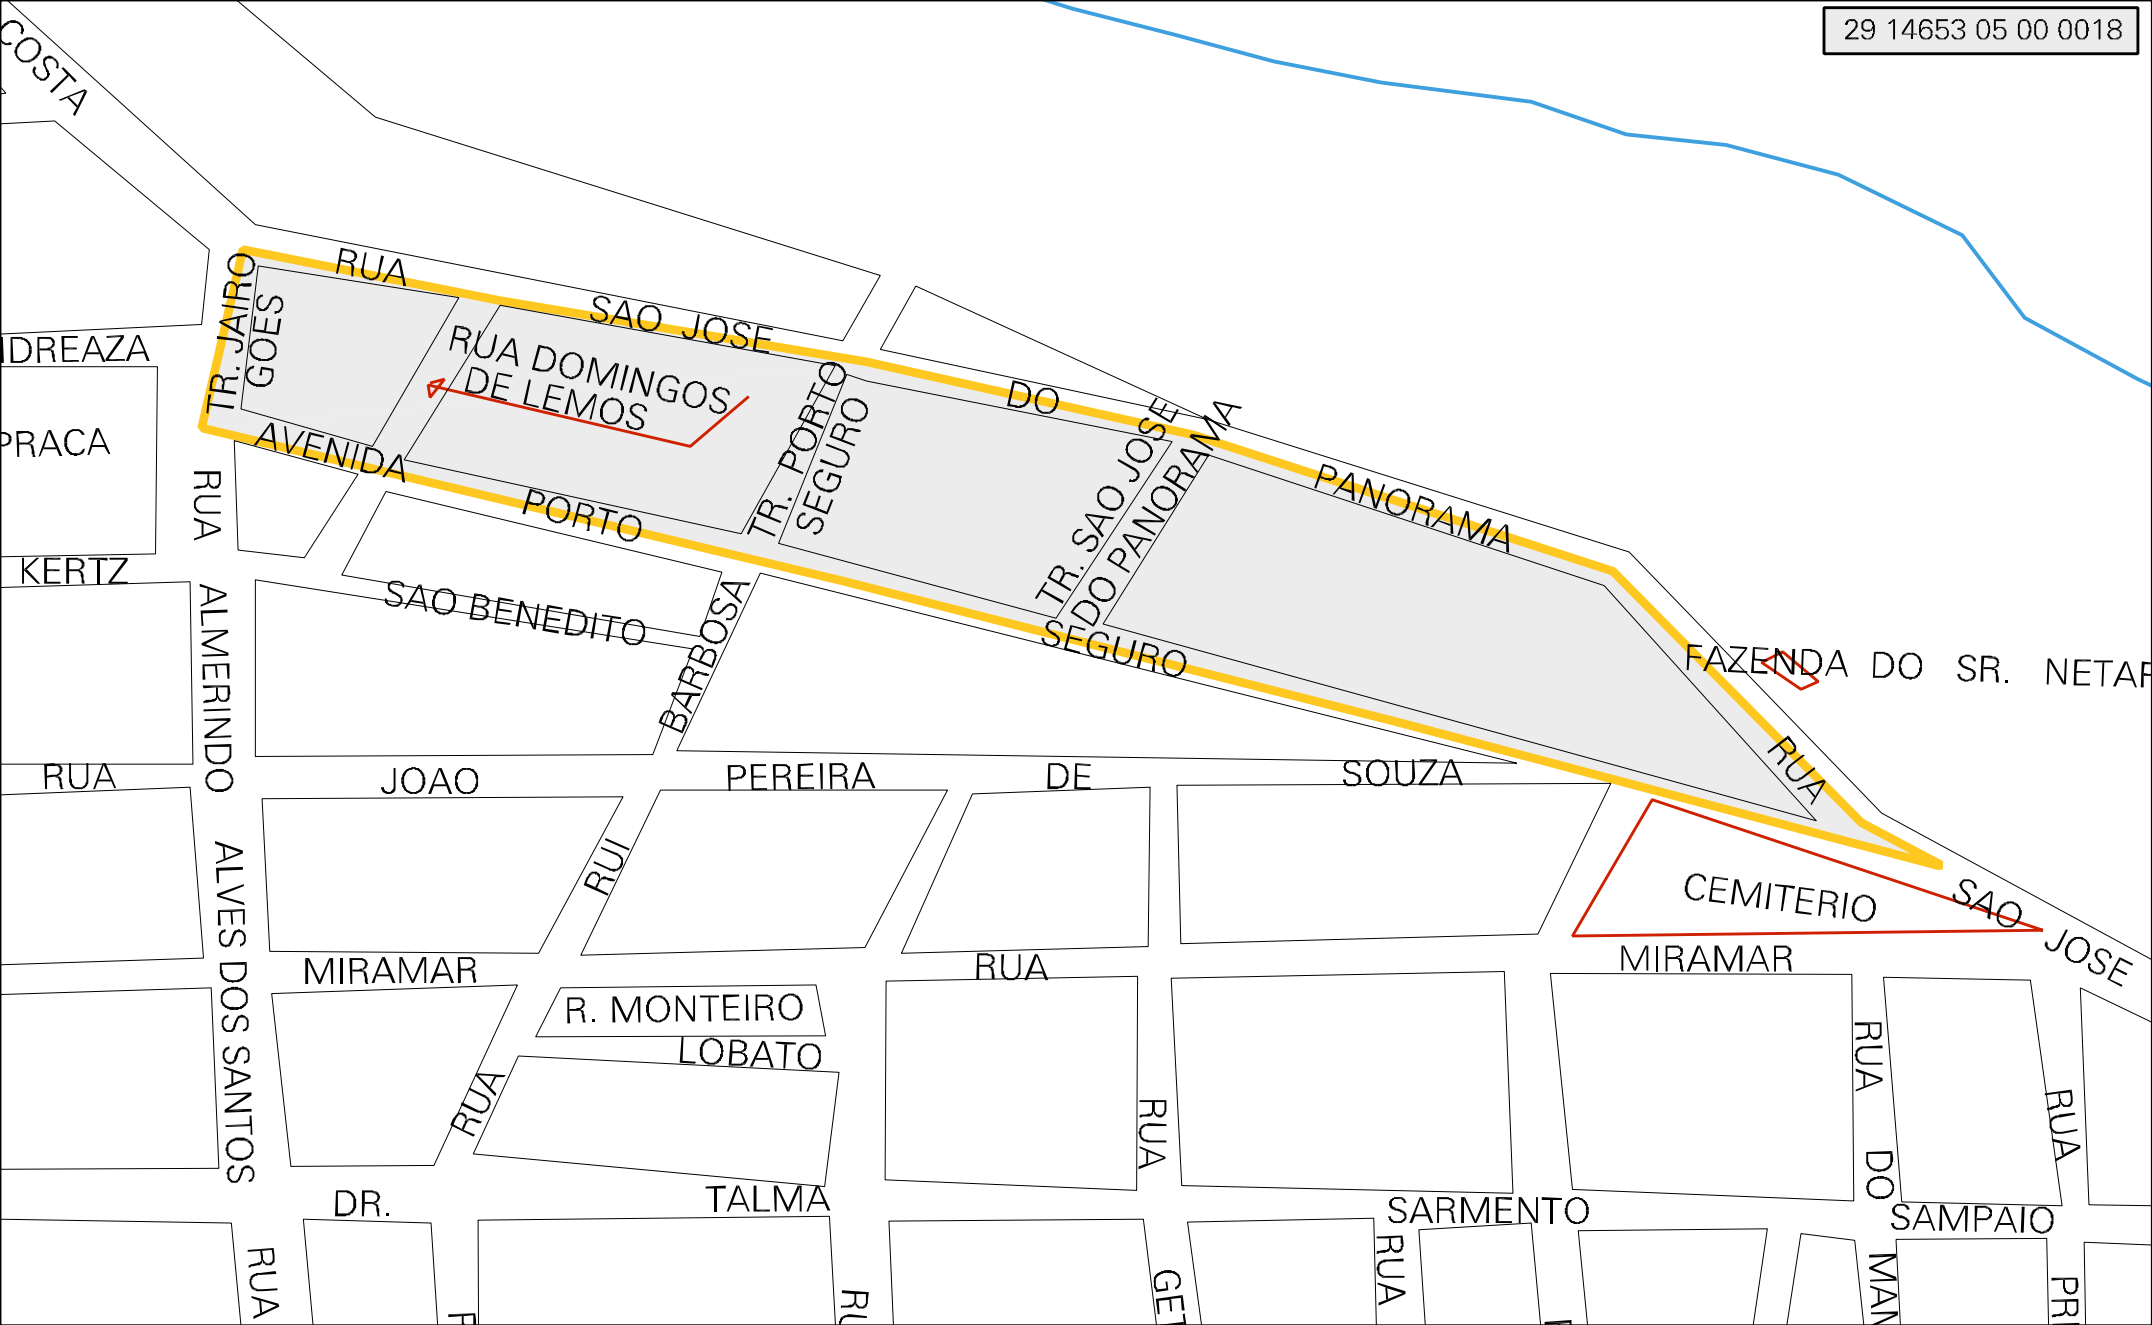 29 14653 05 00 0018
COSTA
RUA SAO JOSE DO PANORAMA
TR. JAIRO
GOES
RUA DOMINGOS
DE LEMOS
TR. PORTO
SEGURO
TR. SAO JOSE
DO PANORAMA
AVENIDA PORTO SEGURO
PRACA
KERTZ
SAO BENEDITO
FAZENDA DO SR.
RUA SAO JOSE
RUA ALMERINDO ALVES DOS SANTOS
RUA JOAO PEREIRA DE SOUZA
RUA RUI BARBOSA
CEMITERIO
MIRAMAR RUA MIRAMAR
R. MONTEIRO
LOBATO
RUA
RUA DO
RUA
DR. TALMA SARMENTO SAMPAIO
RUA
RUA